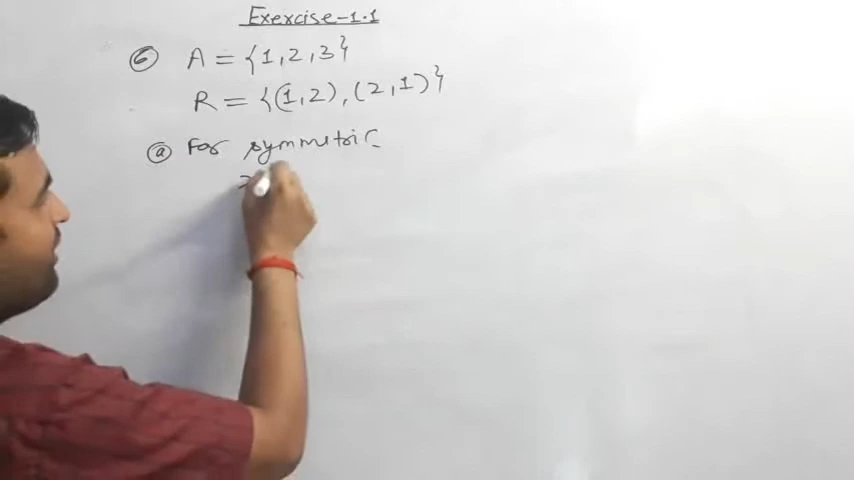 Exercise-1.1
⑥ A = {1,2,3}
R = {(1,2),(2,1)}
ⓐ For symmetric